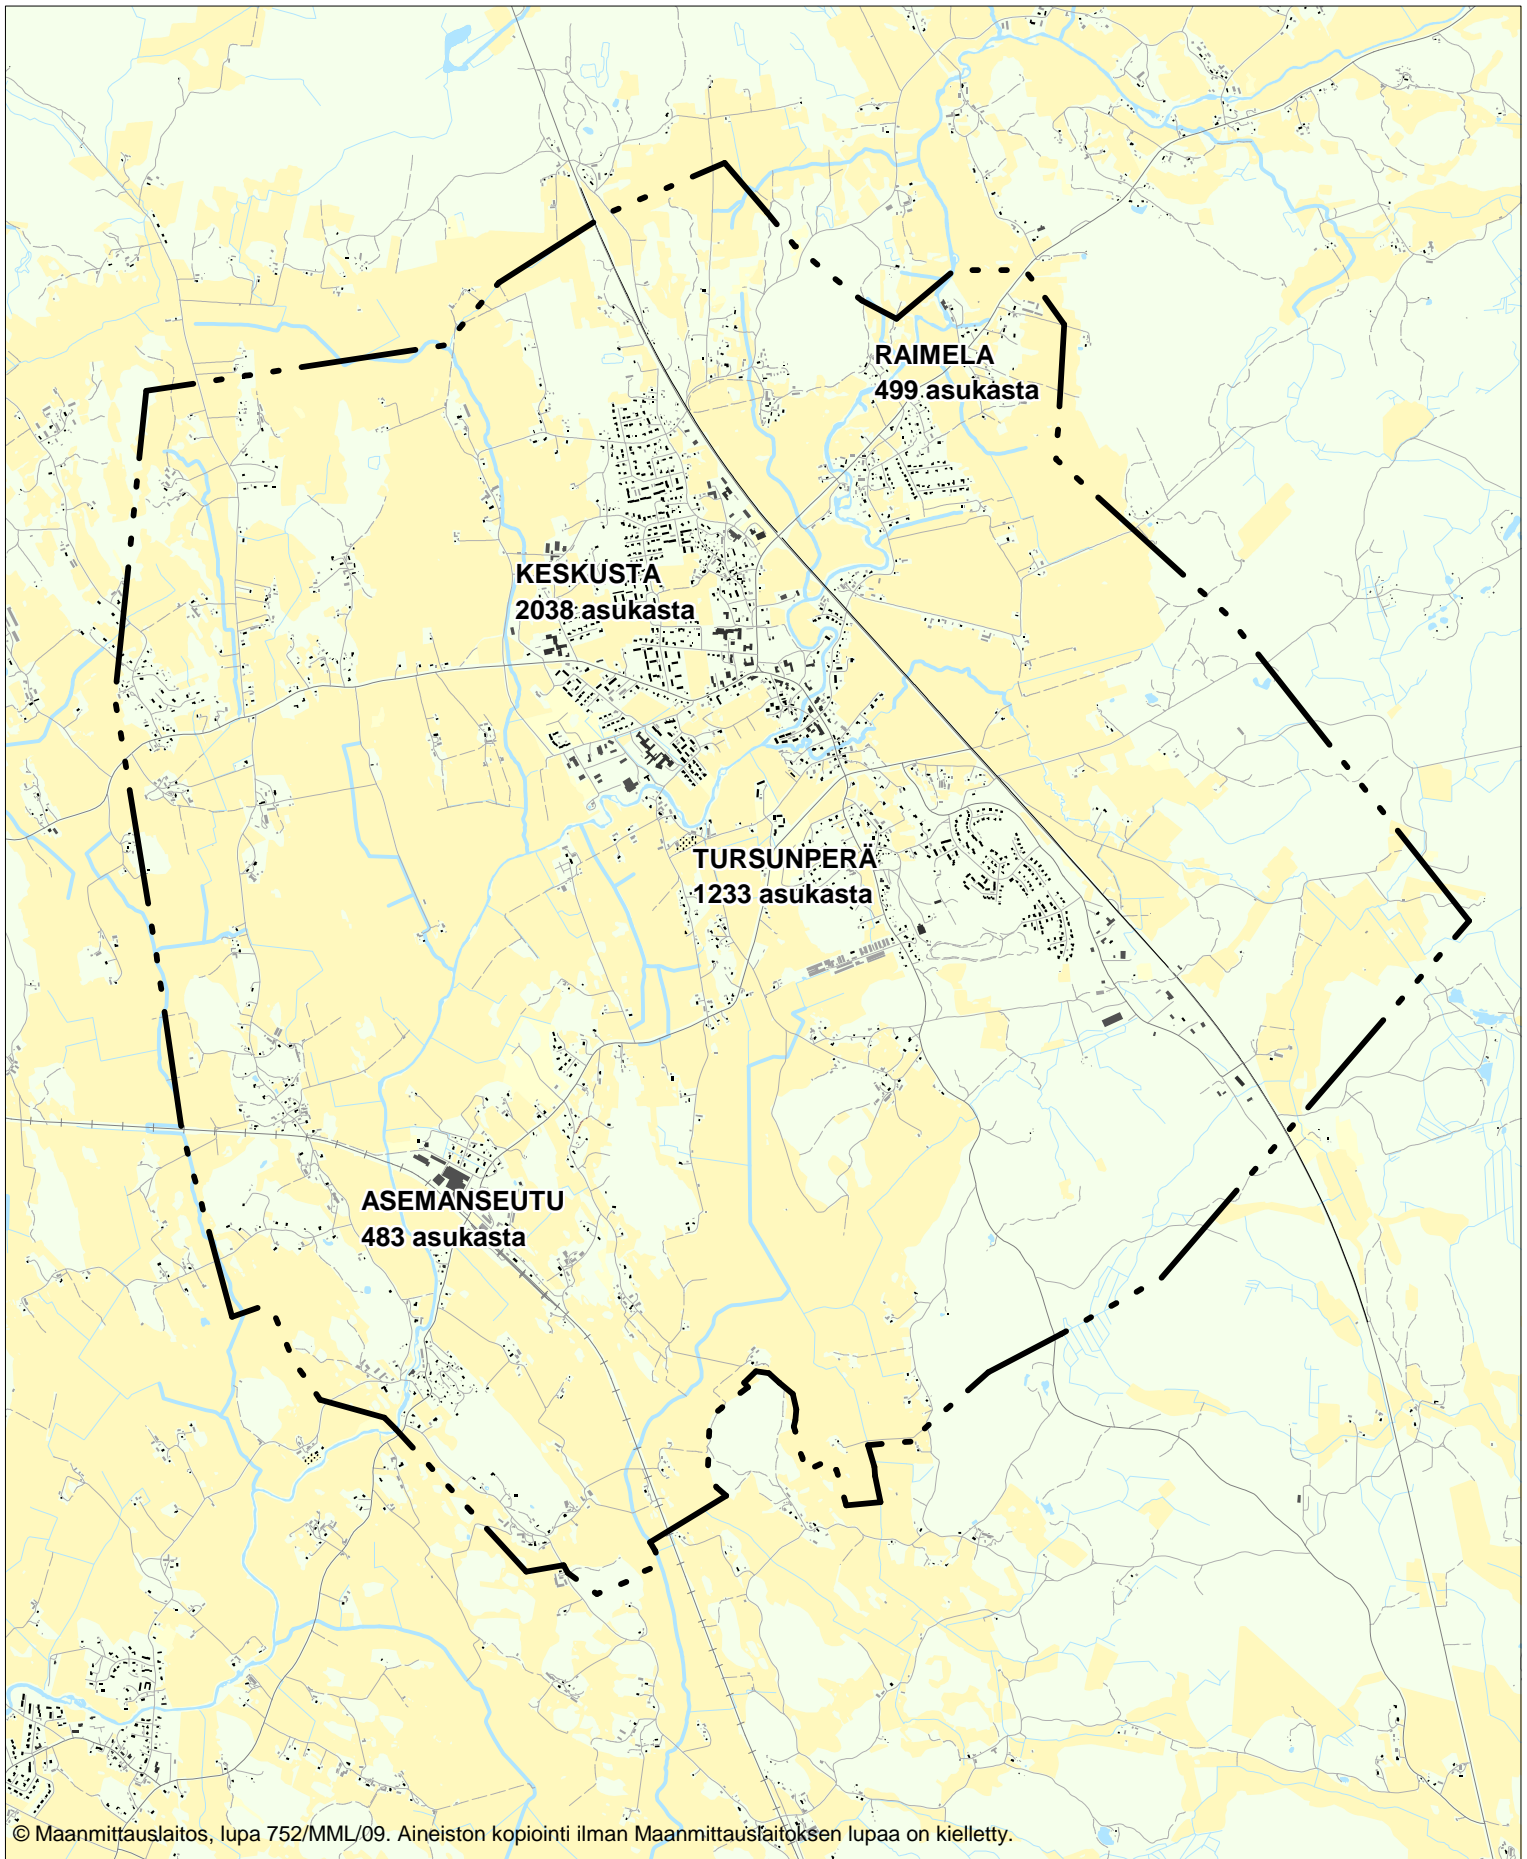 RAIMELA
499 asukasta
KESKUSTA
2038 asukasta
TURSUNPERÄ
1233 asukasta
ASEMANSEUTU
483 asukasta
© Maanmittauslaitos, lupa 752/MML/09. Aineiston kopiointi ilman Maanmittauslaitoksen lupaa on kielletty.